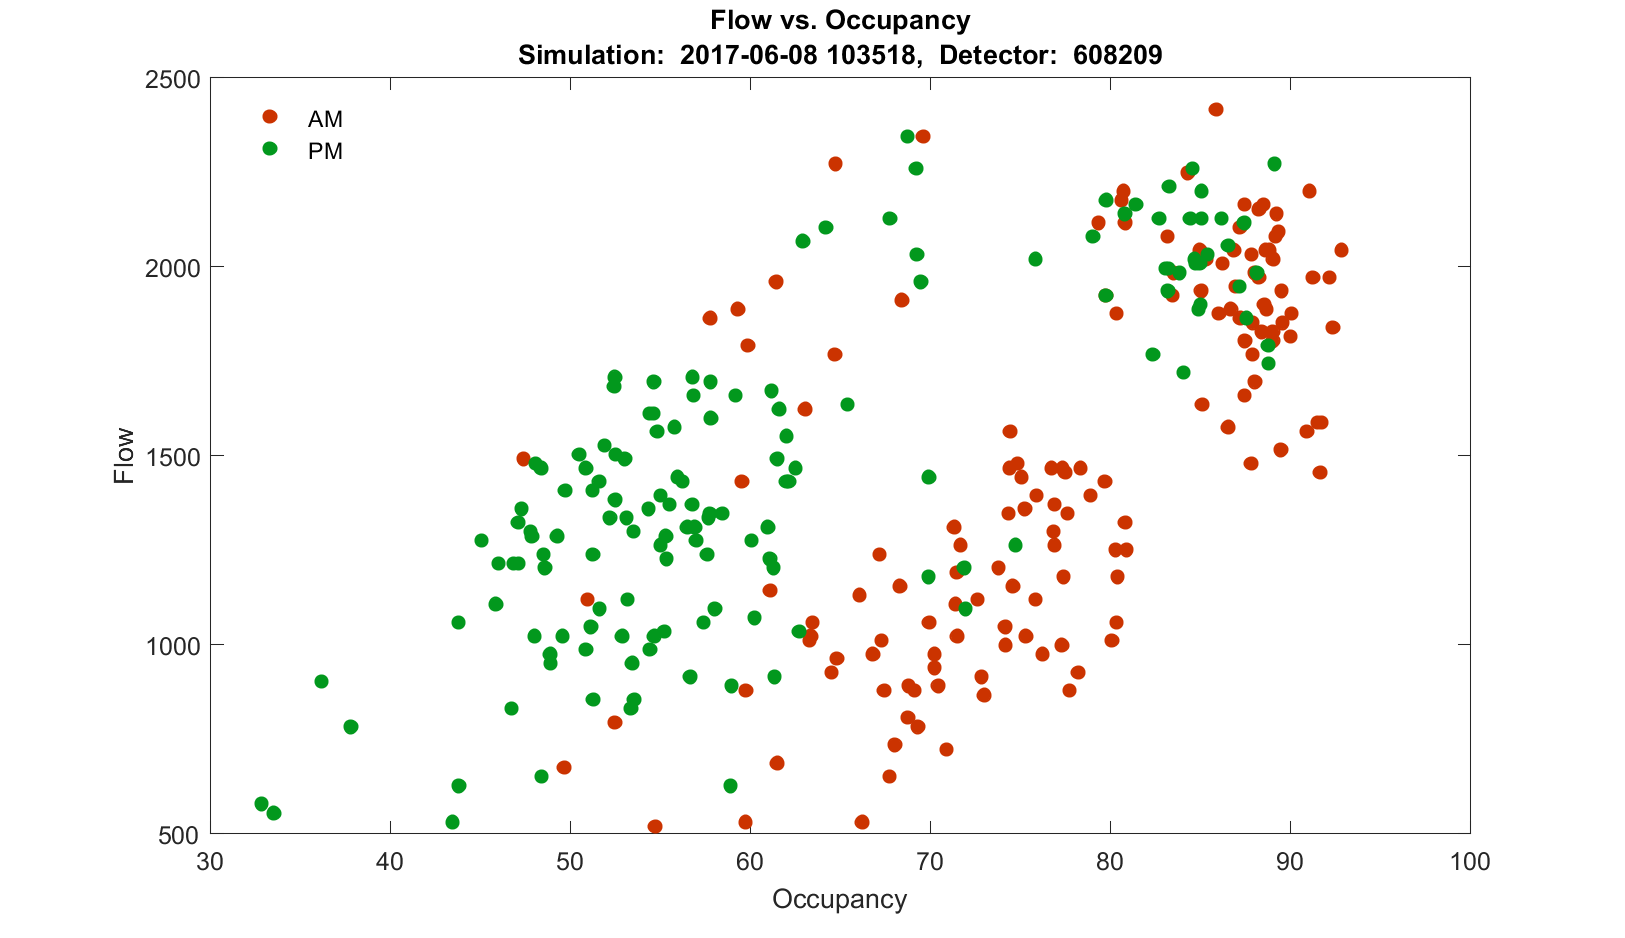 Flow vs. Occupancy
Simulation:  2017-06-08 103518,  Detector:  608209
2500
AM
PM
2000
Flow
1500
1000
500
30 40 50 60 70 80 90 100
Occupancy